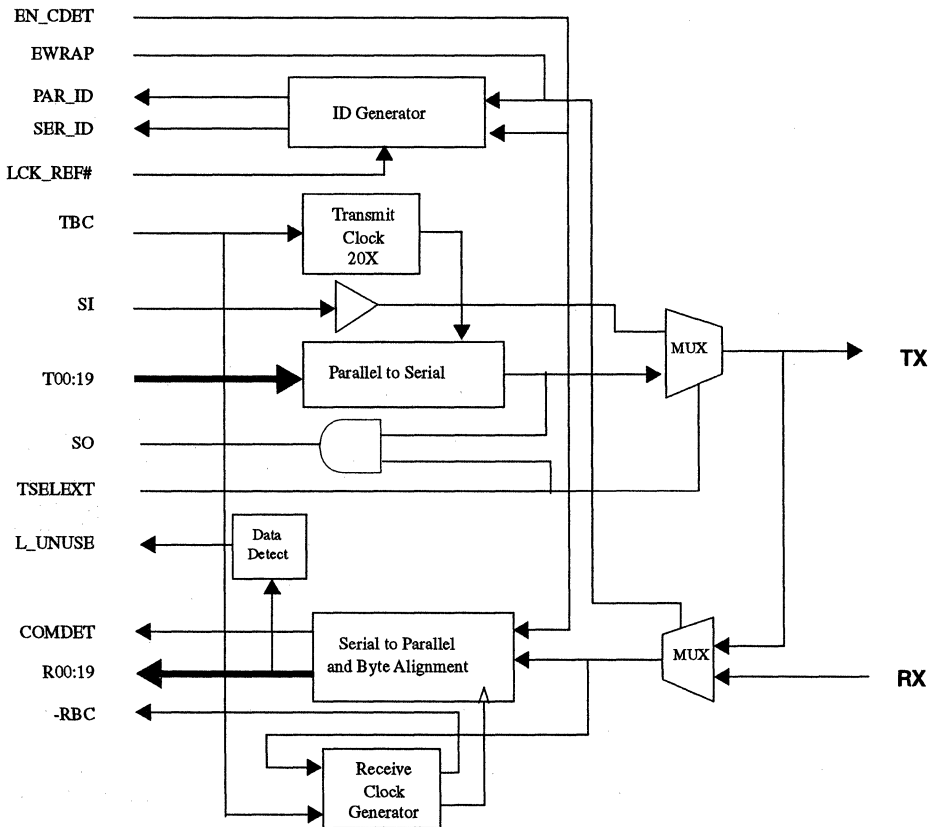 EN_CDET
EWRAP
PAR_ID
SER_ID
LCK_REF#
TBC
SI
T00:19
SO
TSELEXT
L_UNUSE
COMDET
R00:19
-RBC
ID Generator
Transmit
Clock
20X
Parallel to Serial
MUX
TX
Data
Detect
Serial to Parallel
and Byte Alignment
MUX
RX
Receive
Clock
Generator